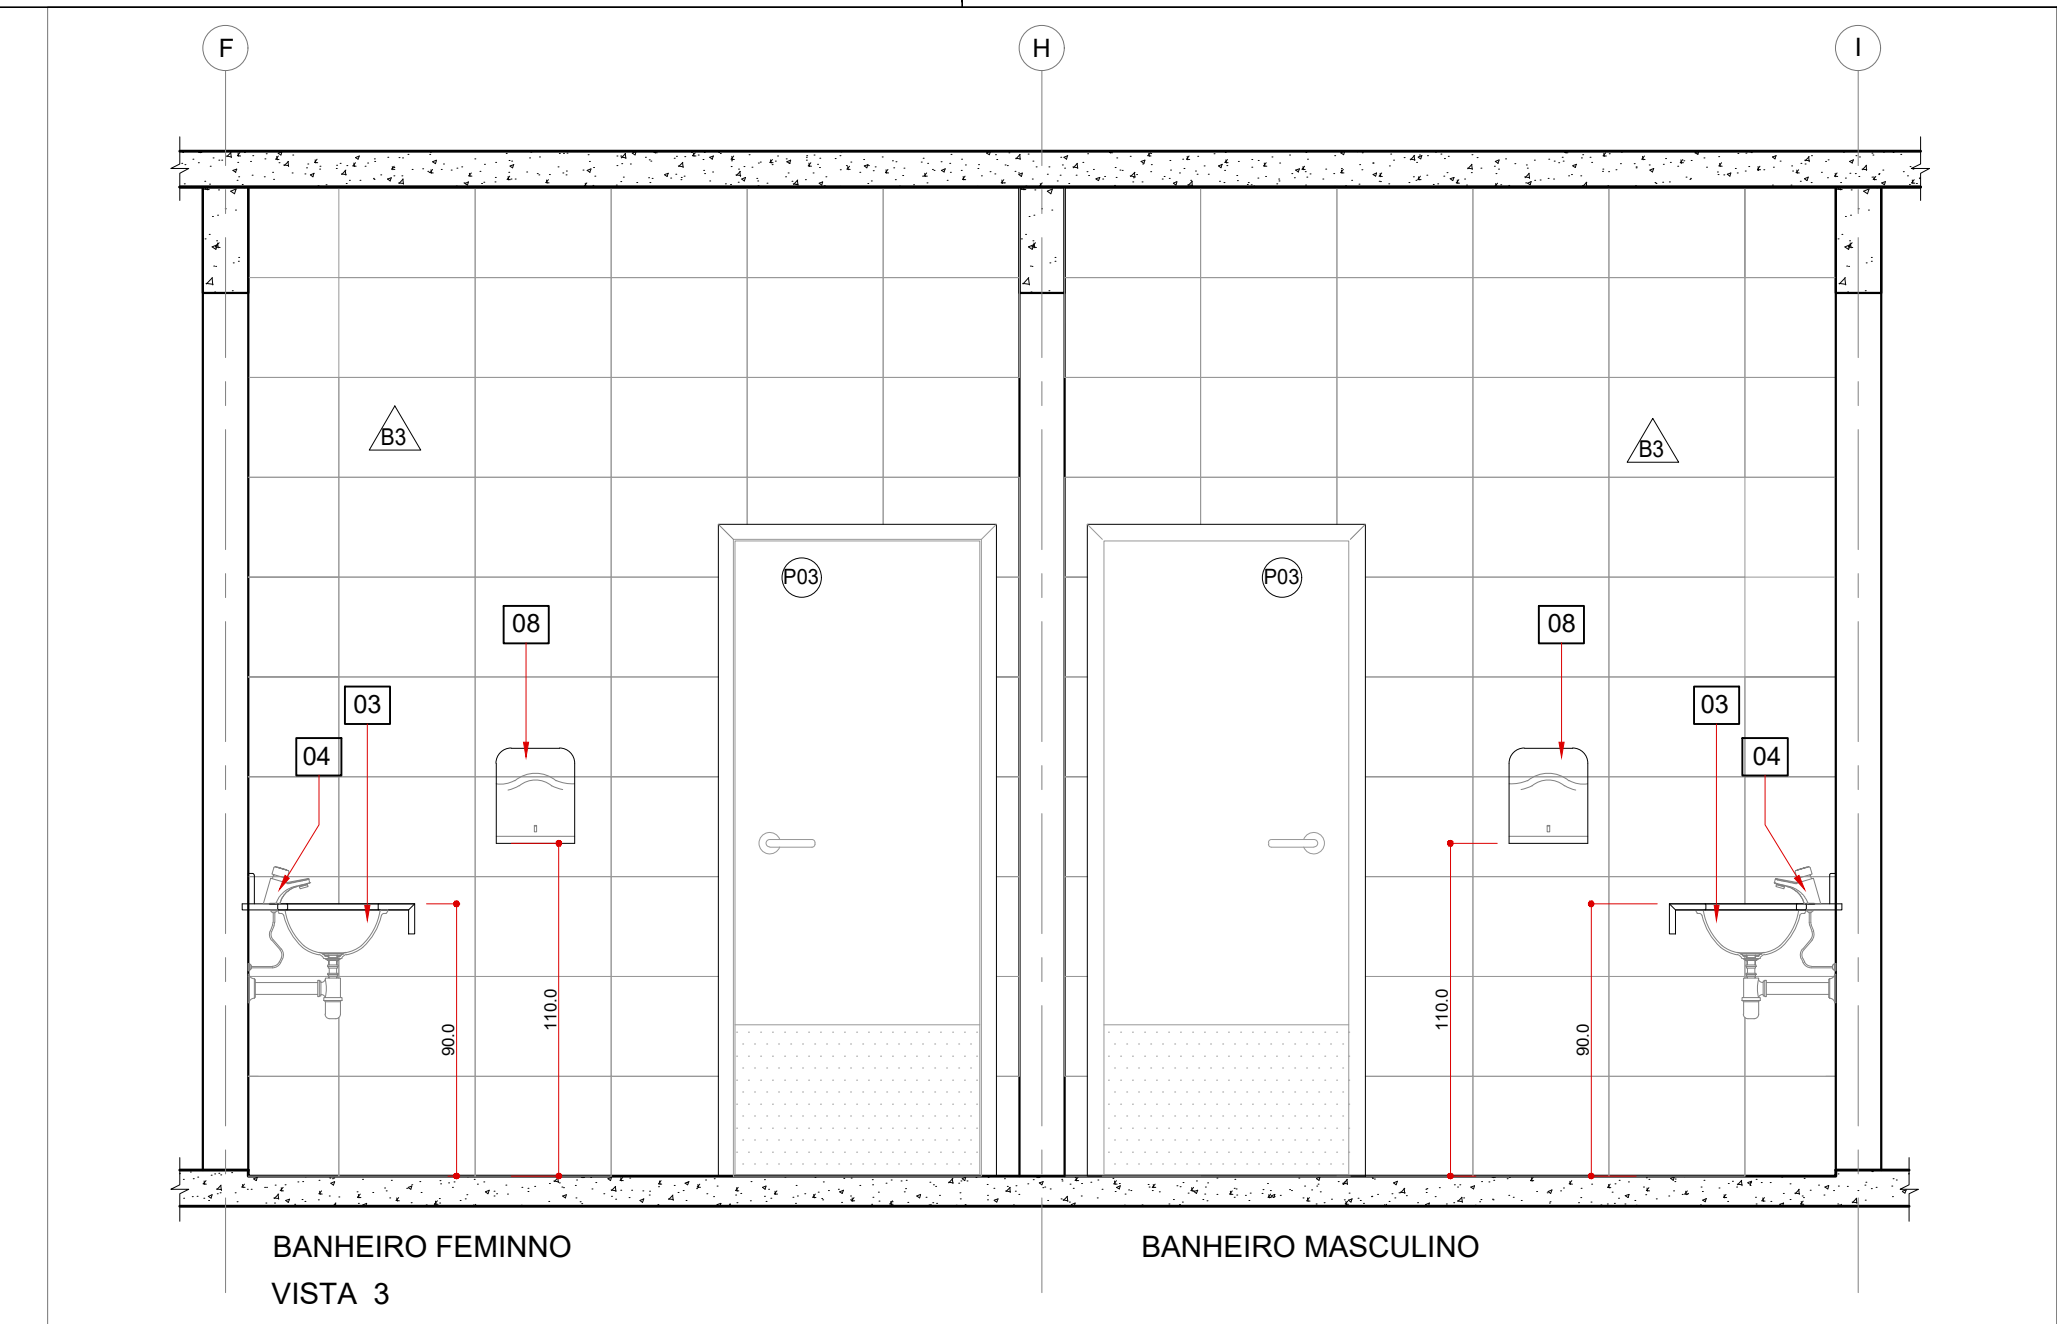 F
H
I
B3
B3
P03
P03
08
08
03
03
04
04
110.0
110.0
90.0
90.0
BANHEIRO FEMINNO
BANHEIRO MASCULINO
VISTA 3